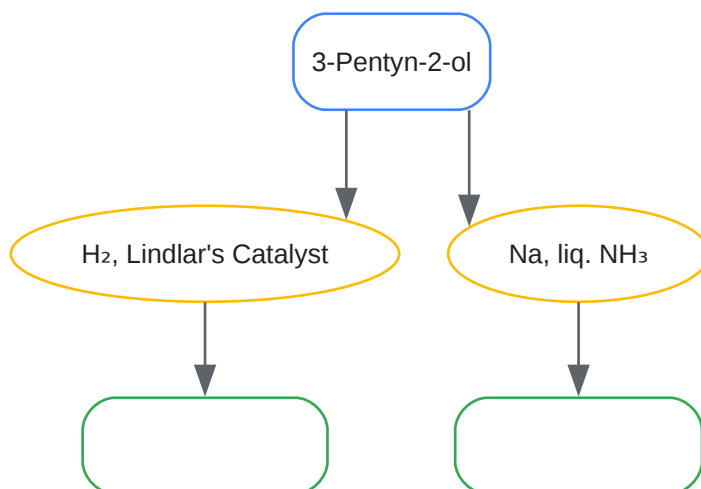 3-Pentyn-2-ol
H₂, Lindlar's Catalyst
Na, liq. NH₃